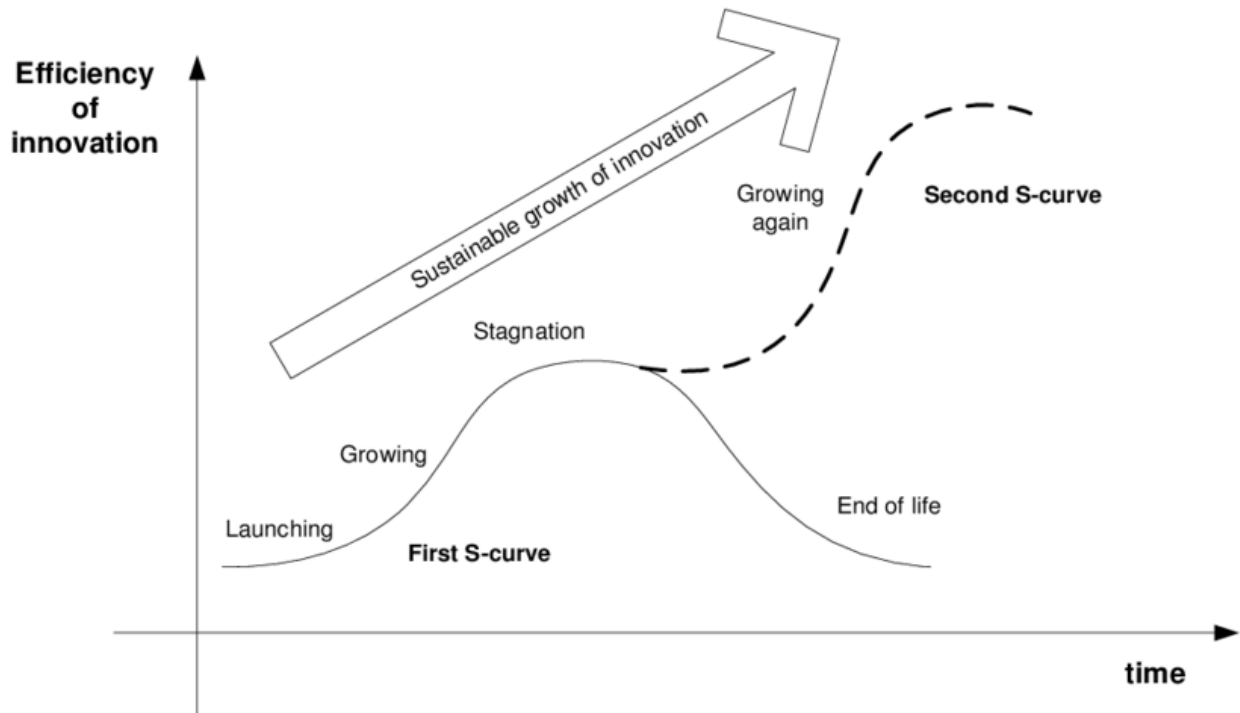 Efficiency
of
innovation
Sustainable growth of innovation
Growing
again
Second S-curve
Stagnation
Growing
End of life
Launching
First S-curve
time